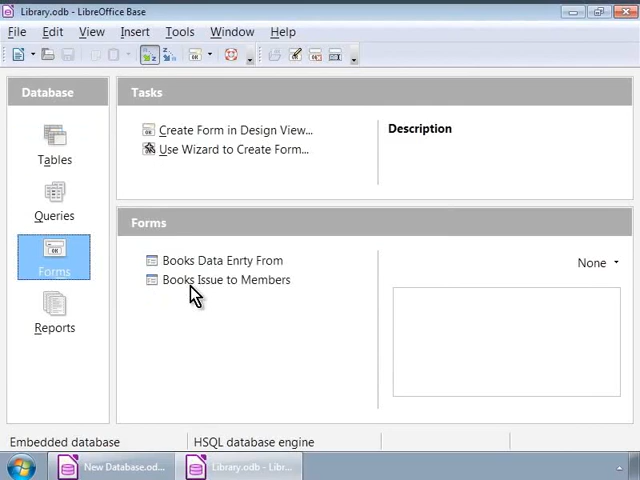 Library.odb - LibreOffice Base
File Edit View Insert Tools Window Help
Database
Tables
Queries
Forms
Reports
Tasks
Create Form in Design View...
Use Wizard to Create Form...
Description
Forms
Books Data Enrty From
Books Issue to Members
None
Embedded database
HSQL database engine
New Database.od...
Library.odb - Libr...